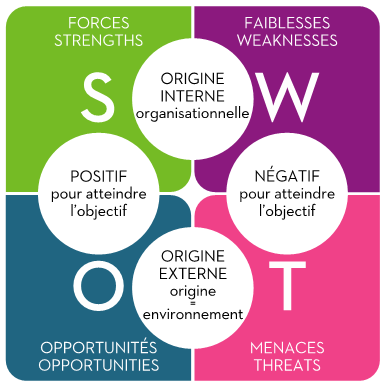 FORCES
STRENGTHS
FAIBLESSES
WEAKNESSES
S
ORIGINE
INTERNE
organisationnelle
W
POSITIF
pour atteindre
l'objectif
NÉGATIF
pour atteindre
l'objectif
O
ORIGINE
EXTERNE
origine
=
environnement
T
OPPORTUNITÉS
OPPORTUNITIES
MENACES
THREATS